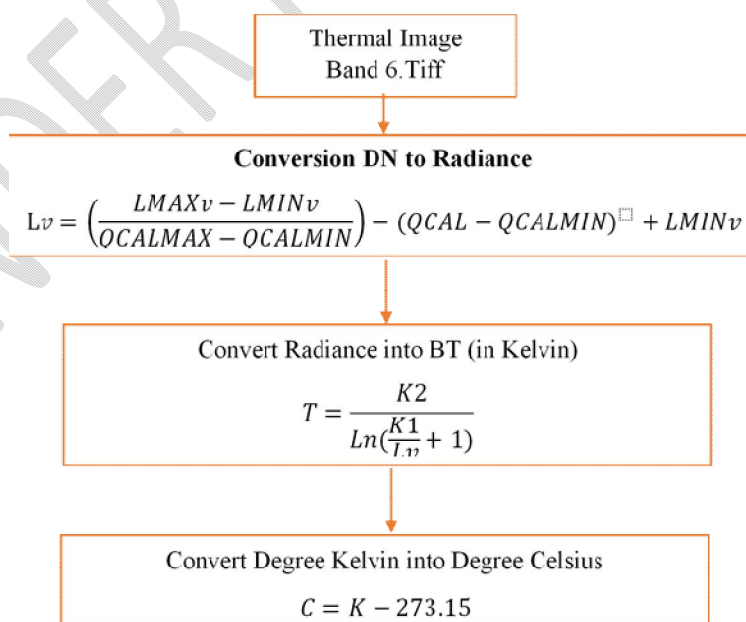 Thermal Image
Band 6.Tiff
Conversion DN to Radiance
Lv = (LMAXv − LMINv / QCALMAX − QCALMIN) − (QCAL − QCALMIN)^□ + LMINv
Convert Radiance into BT (in Kelvin)
T = K2 / Ln(K1/Lv + 1)
Convert Degree Kelvin into Degree Celsius
C = K − 273.15